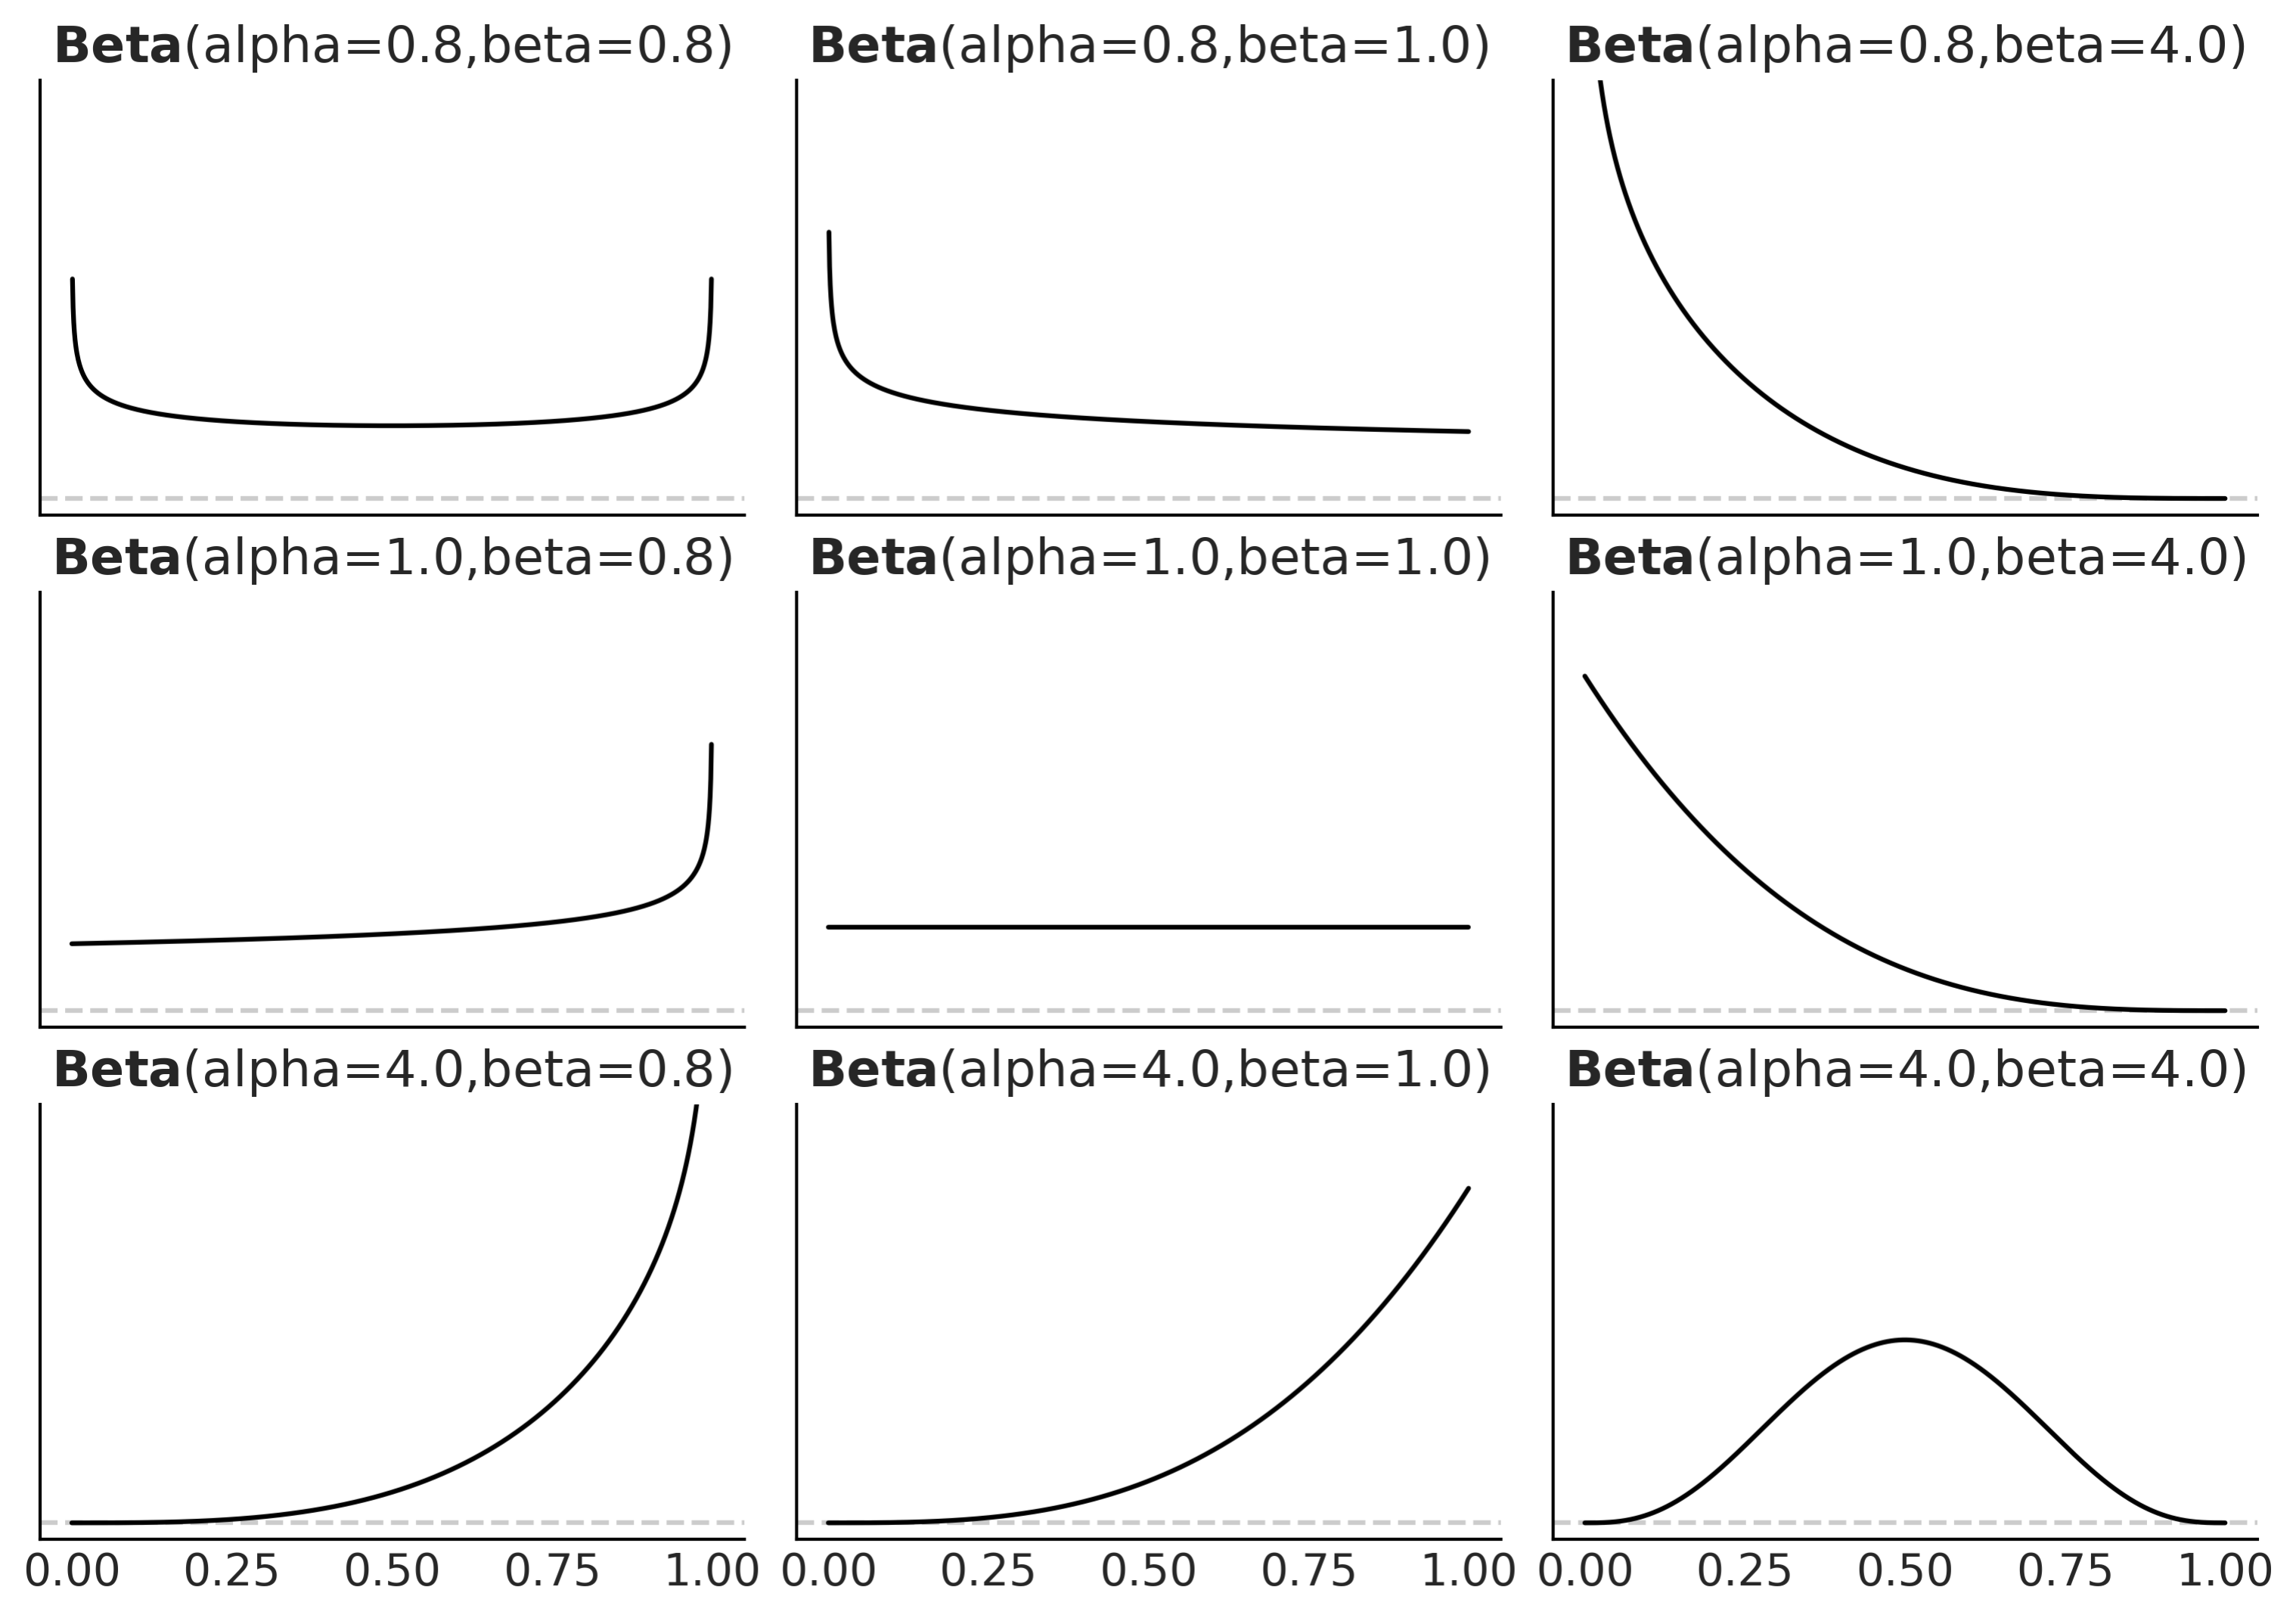 Beta(alpha=0.8,beta=0.8) Beta(alpha=0.8,beta=1.0) Beta(alpha=0.8,beta=4.0)
Beta(alpha=1.0,beta=0.8) Beta(alpha=1.0,beta=1.0) Beta(alpha=1.0,beta=4.0)
Beta(alpha=4.0,beta=0.8) Beta(alpha=4.0,beta=1.0) Beta(alpha=4.0,beta=4.0)
0.00 0.25 0.50 0.75 1.00 0.00 0.25 0.50 0.75 1.00 0.00 0.25 0.50 0.75 1.00